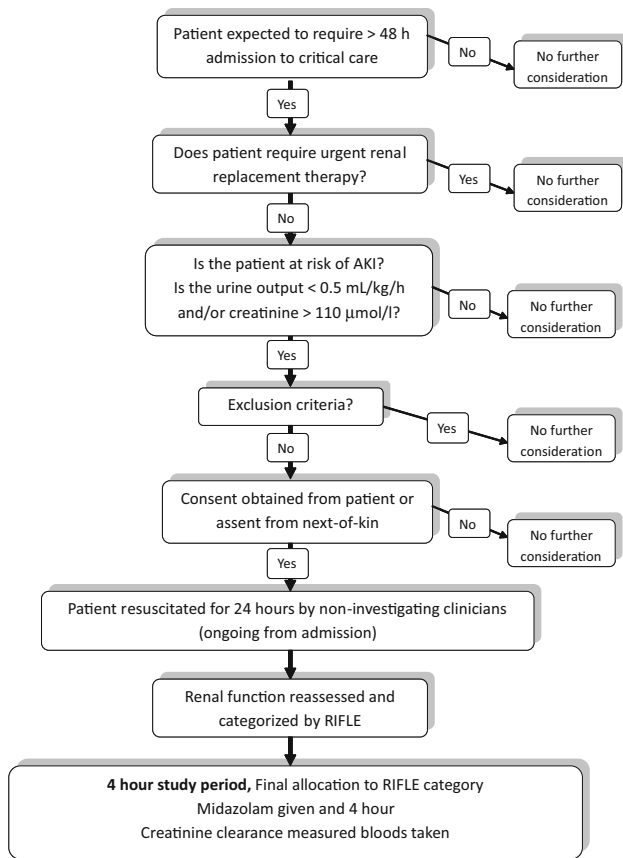 Patient expected to require > 48 h
admission to critical care
No
No further
consideration
Yes
Does patient require urgent renal
replacement therapy?
Yes
No further
consideration
No
Is the patient at risk of AKI?
Is the urine output < 0.5 mL/kg/h
and/or creatinine > 110 μmol/l?
No
No further
consideration
Yes
Exclusion criteria?
Yes
No further
consideration
No
Consent obtained from patient or
assent from next-of-kin
No
No further
consideration
Yes
Patient resuscitated for 24 hours by non-investigating clinicians
(ongoing from admission)
Renal function reassessed and
categorized by RIFLE
4 hour study period, Final allocation to RIFLE category
Midazolam given and 4 hour
Creatinine clearance measured bloods taken